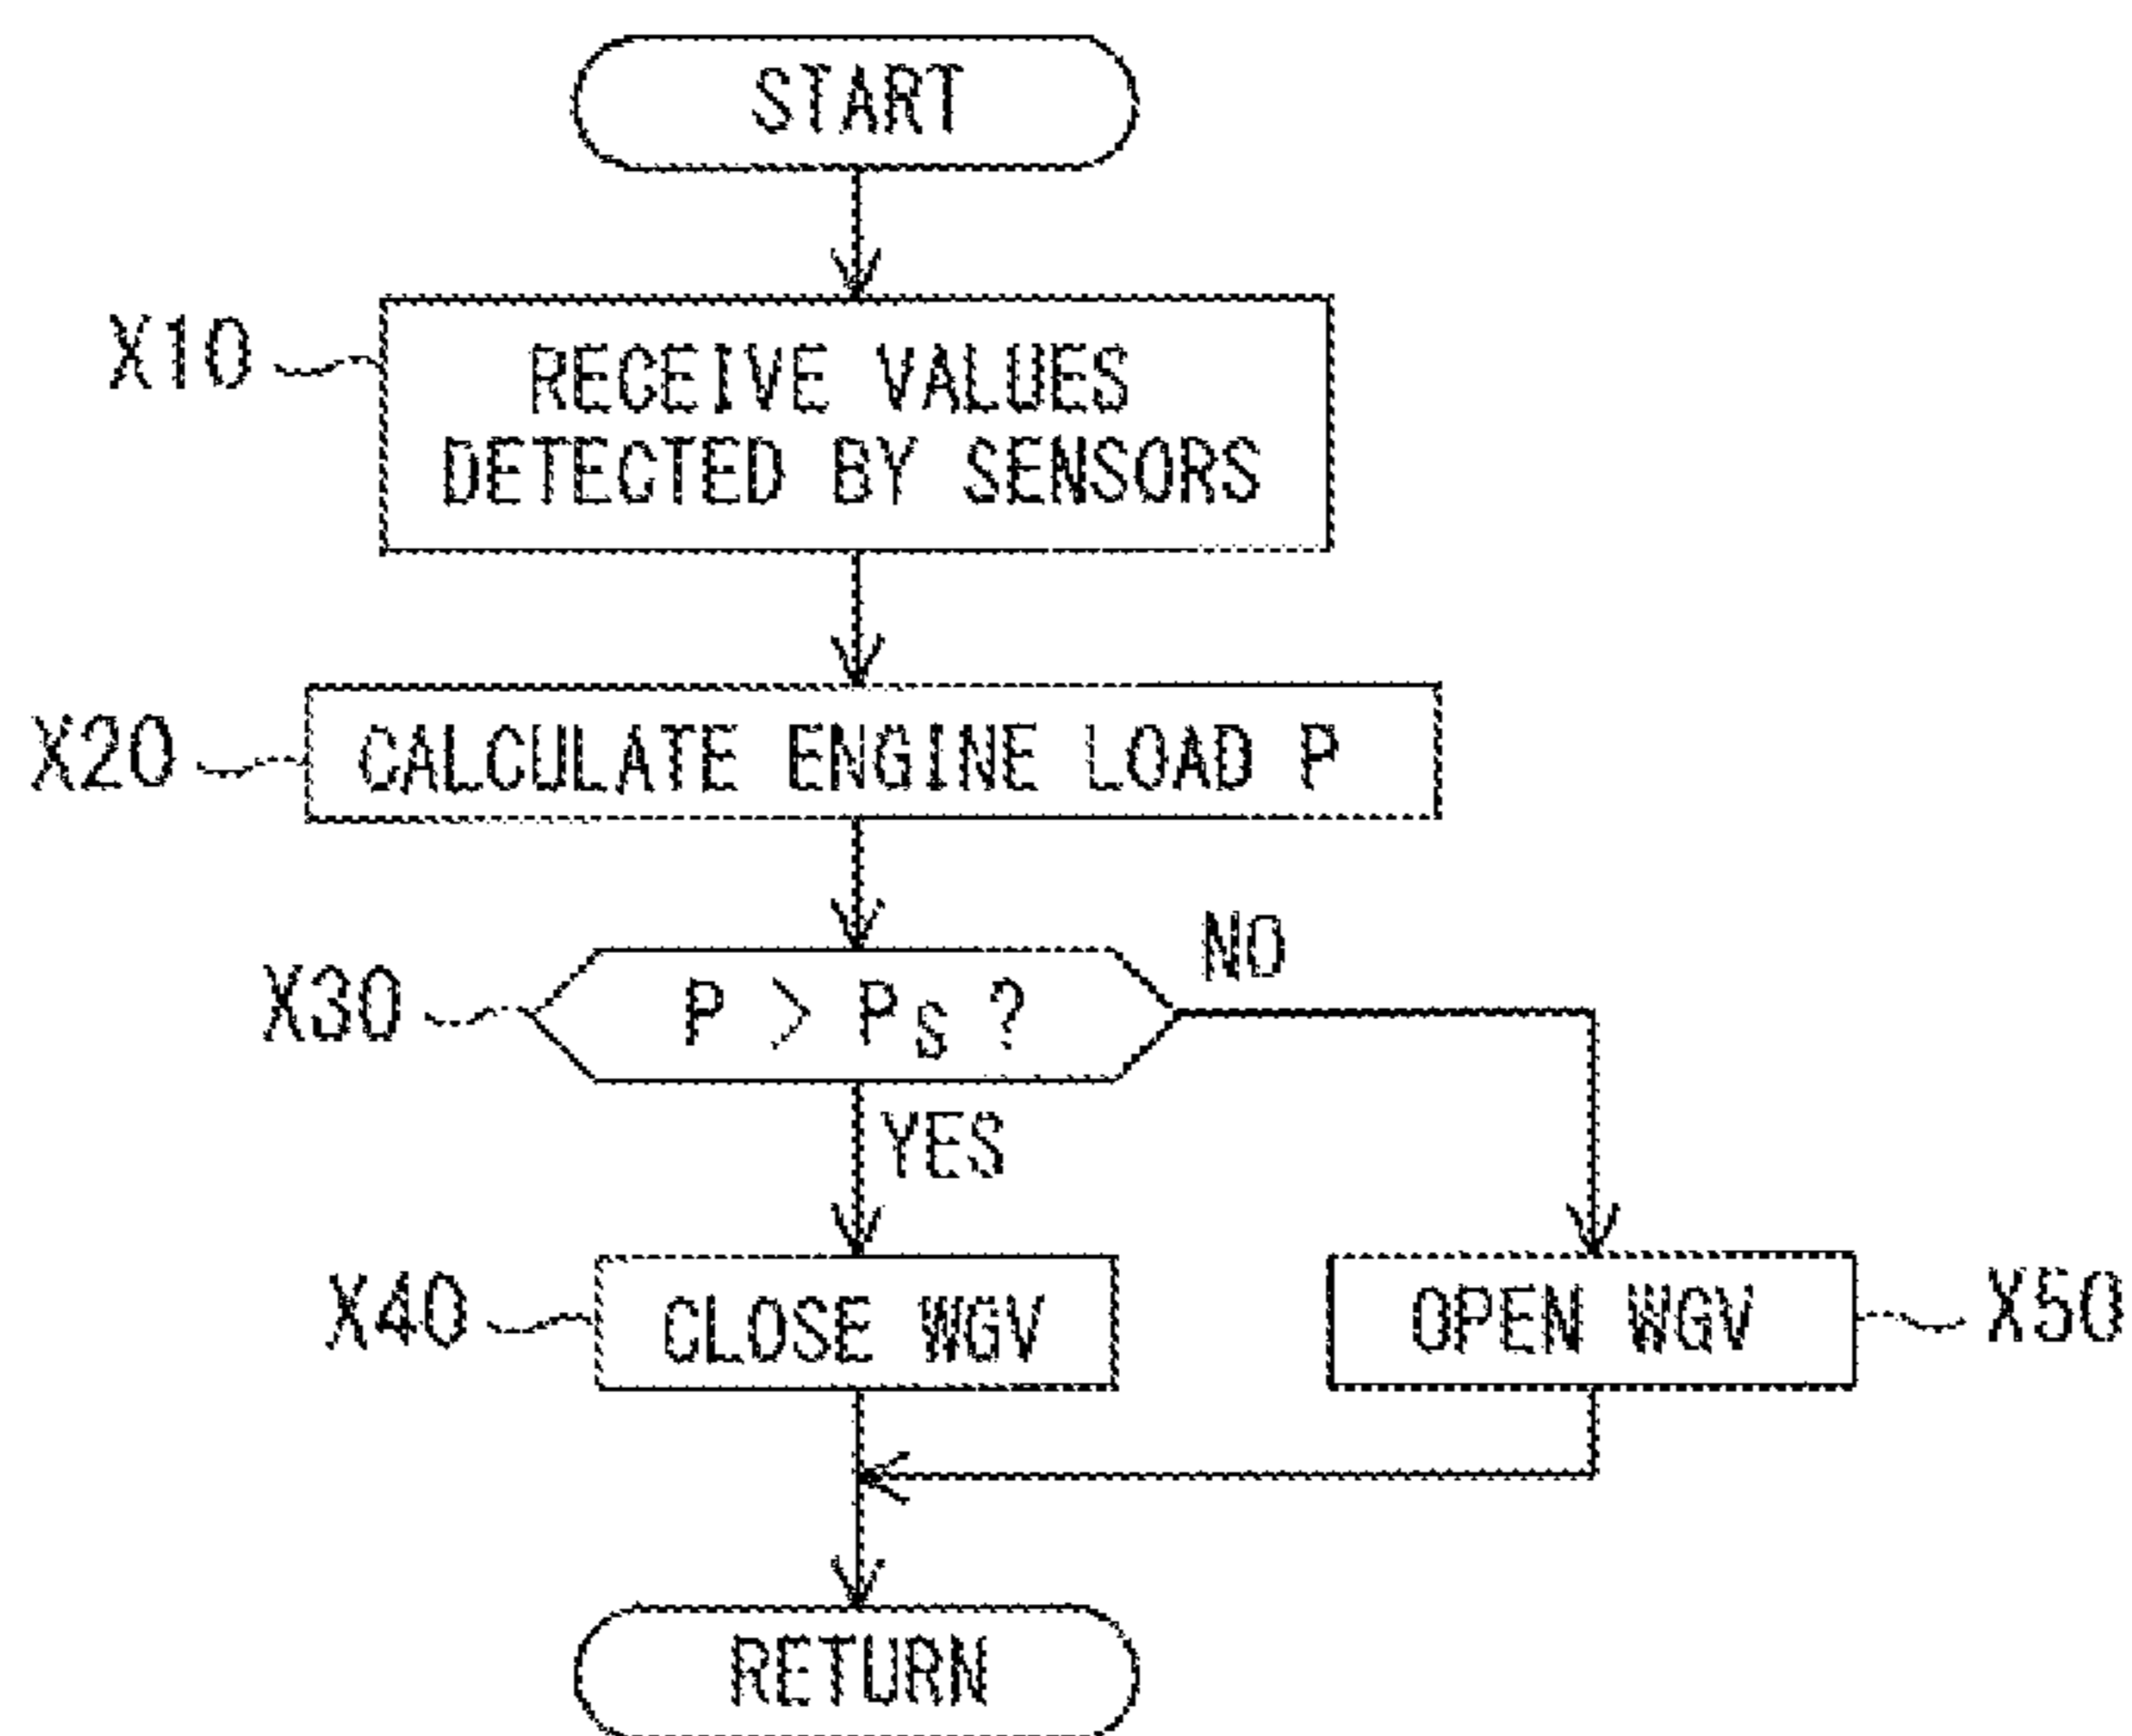 START
X10
RECEIVE VALUES
DETECTED BY SENSORS
X20
CALCULATE ENGINE LOAD P
X30
P > PS ?
NO
YES
X40
CLOSE WGV
OPEN WGV
X50
RETURN